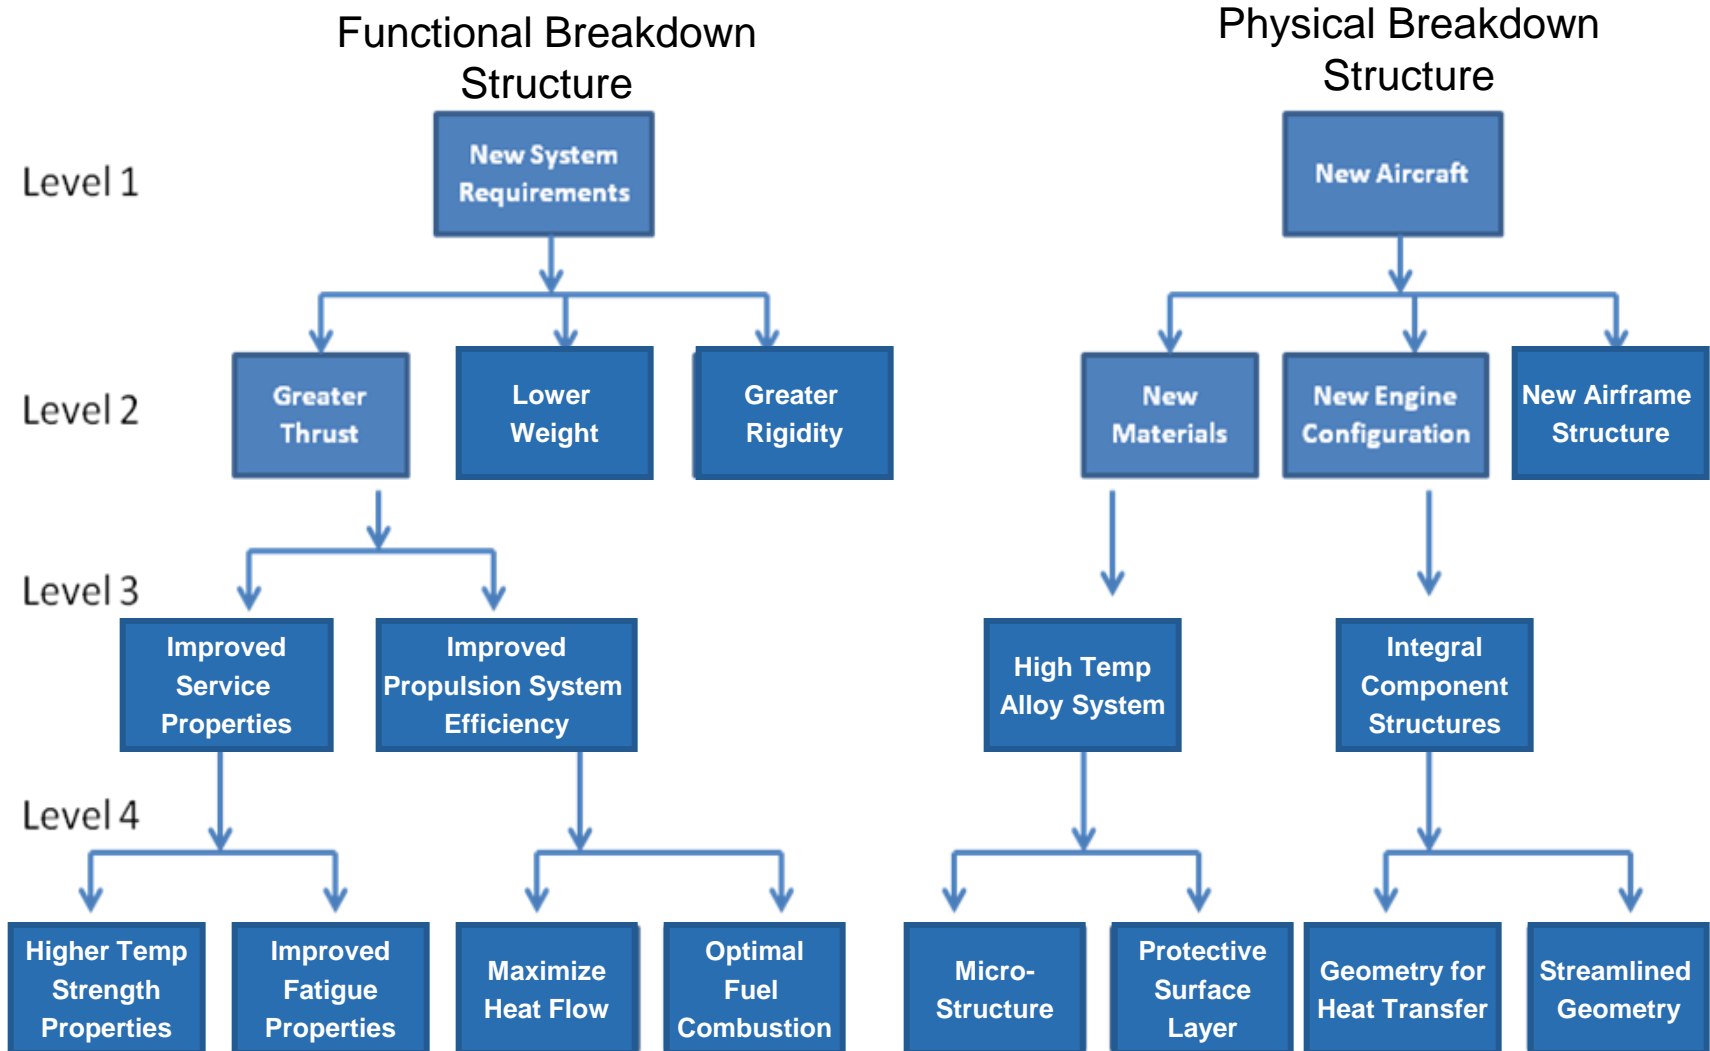 Functional Breakdown
Structure
Physical Breakdown
Structure
Level 1
New System
Requirements
New Aircraft
Level 2
Greater
Thrust
Lower
Weight
Greater
Rigidity
New
Materials
New Engine
Configuration
New Airframe
Structure
Level 3
Improved
Service
Properties
Improved
Propulsion System
Efficiency
High Temp
Alloy System
Integral
Component
Structures
Level 4
Higher Temp
Strength
Properties
Improved
Fatigue
Properties
Maximize
Heat Flow
Optimal
Fuel
Combustion
Micro-
Structure
Protective
Surface
Layer
Geometry for
Heat Transfer
Streamlined
Geometry